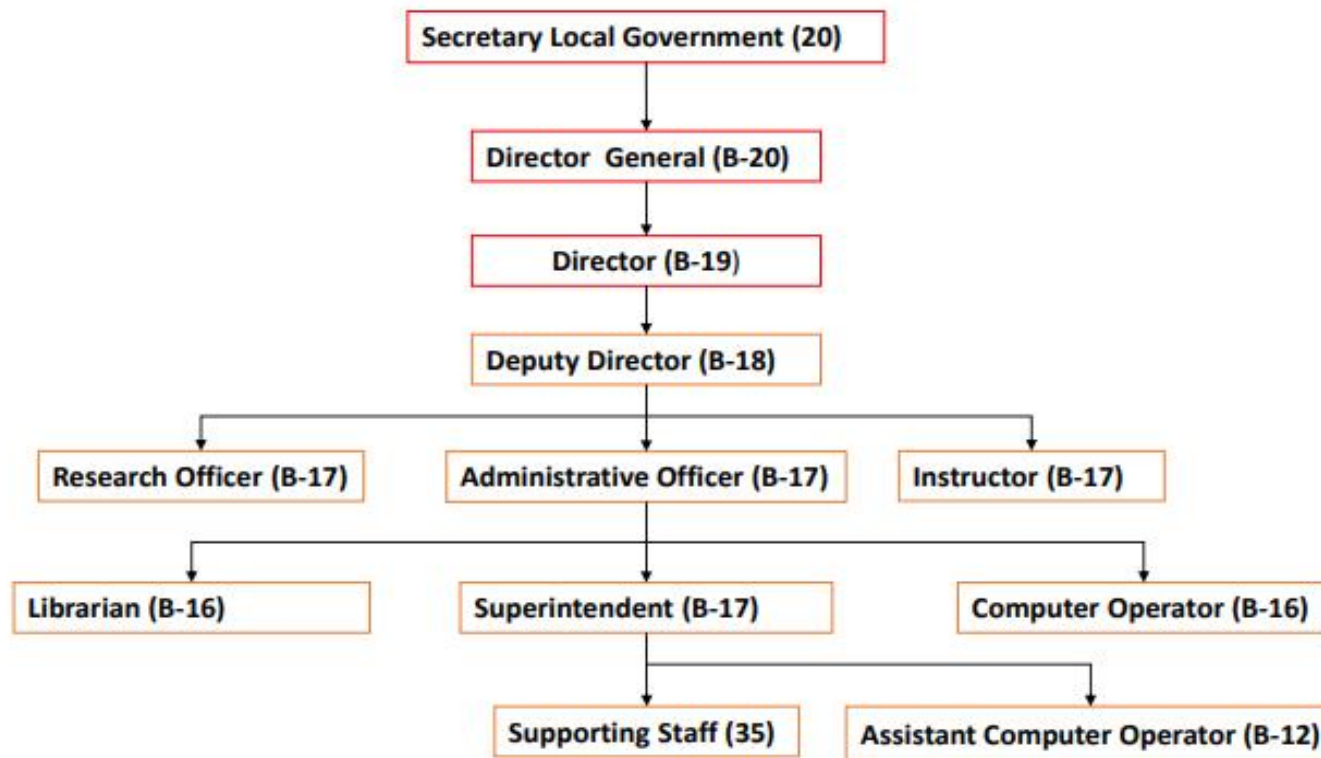 Secretary Local Government (20)
Director General (B-20)
Director (B-19)
Deputy Director (B-18)
Research Officer (B-17)
Administrative Officer (B-17)
Instructor (B-17)
Librarian (B-16)
Superintendent (B-17)
Computer Operator (B-16)
Supporting Staff (35)
Assistant Computer Operator (B-12)